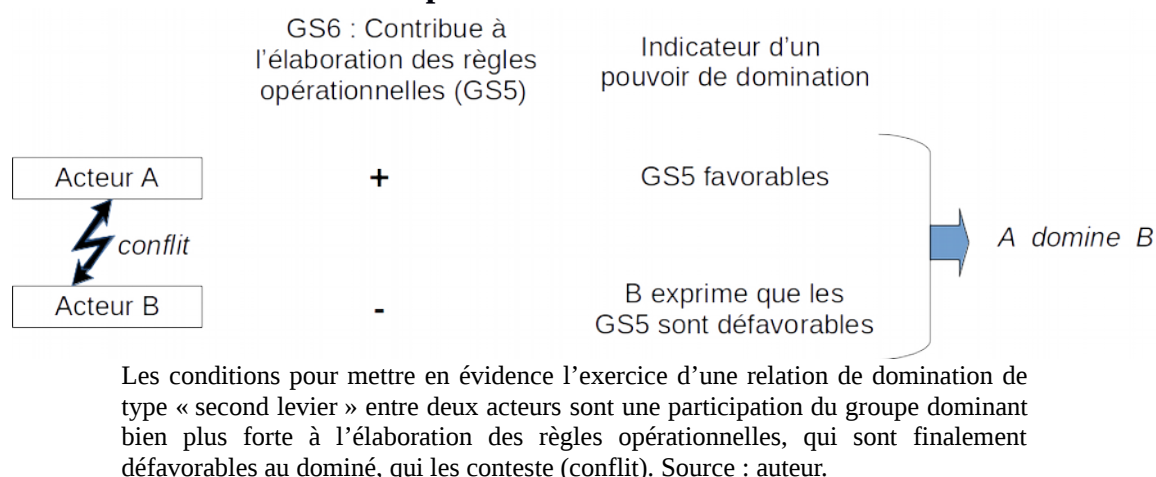 GS6 : Contribue à
l'élaboration des règles
opérationnelles (GS5)
Indicateur d'un
pouvoir de domination
Acteur A
+
GS5 favorables
conflit
A domine B
Acteur B
-
B exprime que les
GS5 sont défavorables
Les conditions pour mettre en évidence l'exercice d'une relation de domination de
type « second levier » entre deux acteurs sont une participation du groupe dominant
bien plus forte à l'élaboration des règles opérationnelles, qui sont finalement
défavorables au dominé, qui les conteste (conflit). Source : auteur.